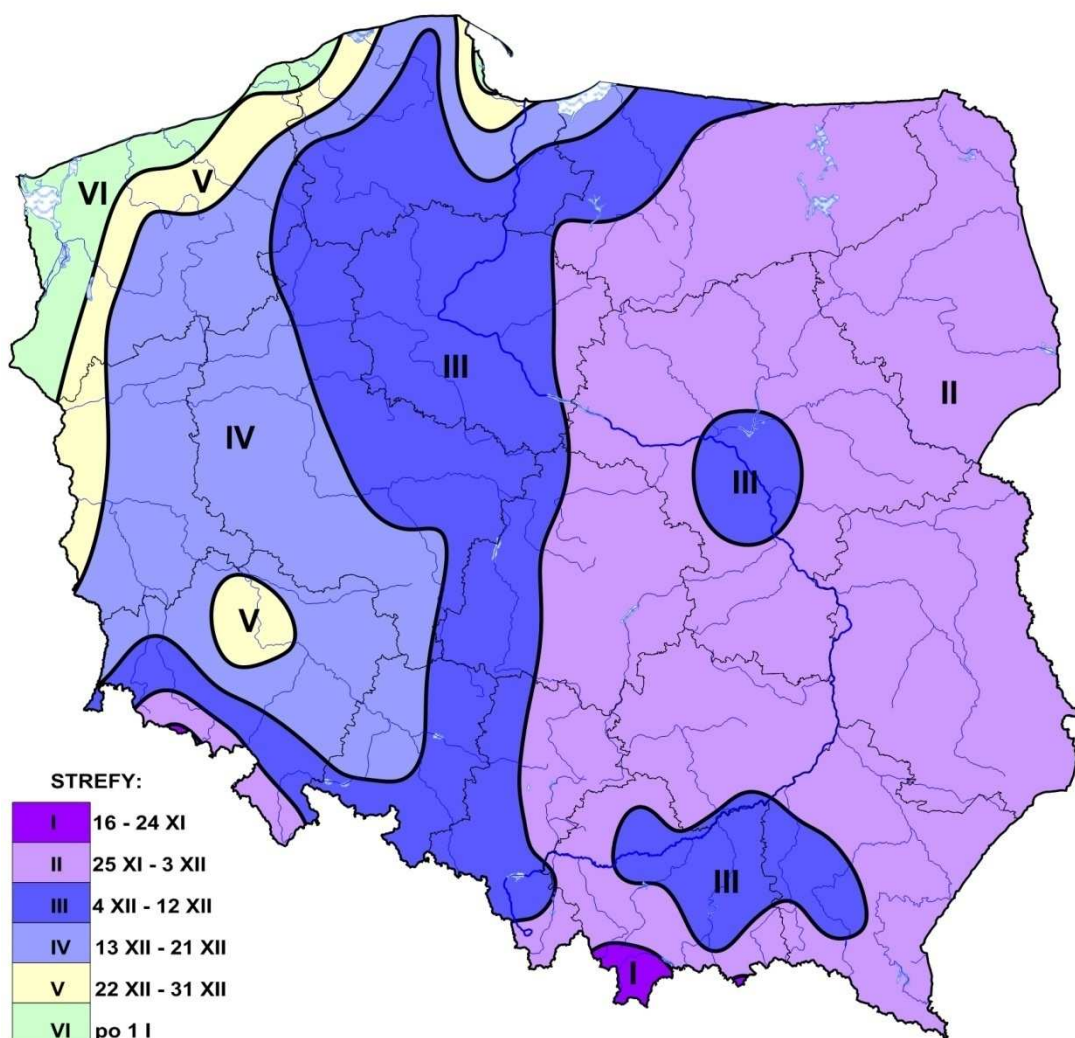 VI
V
III
II
IV
III
V
III
I
STREFY:
I 16 - 24 XI
II 25 XI - 3 XII
III 4 XII - 12 XII
IV 13 XII - 21 XII
V 22 XII - 31 XII
VI po 1 I